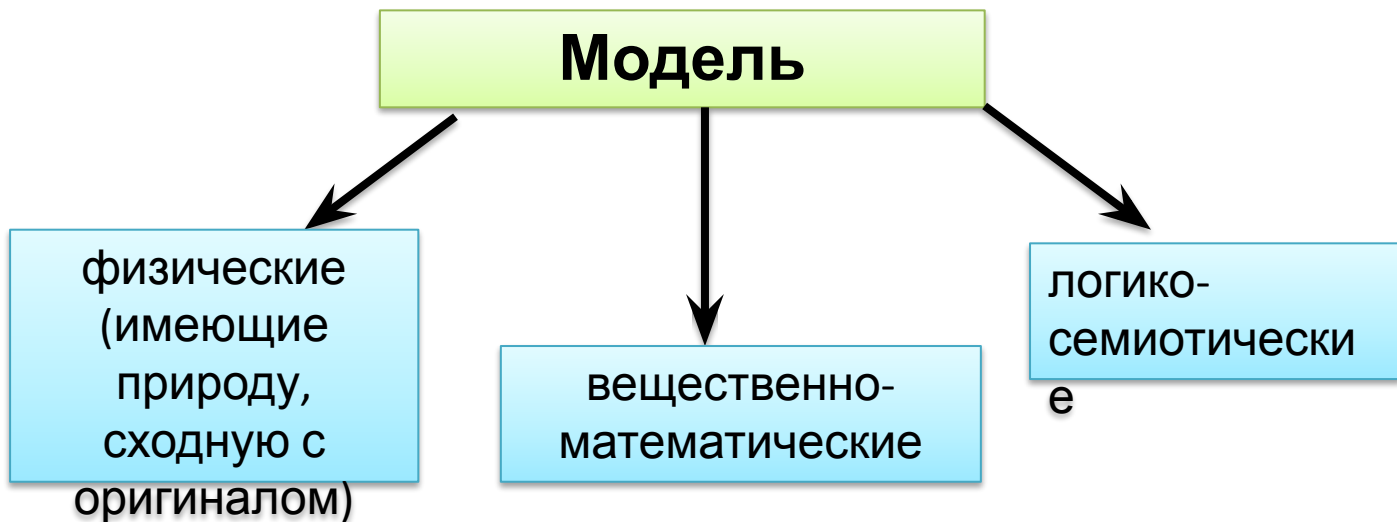 Модель
физические
(имеющие
природу,
сходную с
оригиналом)
вещественно-
математические
логико-
семиотически
е